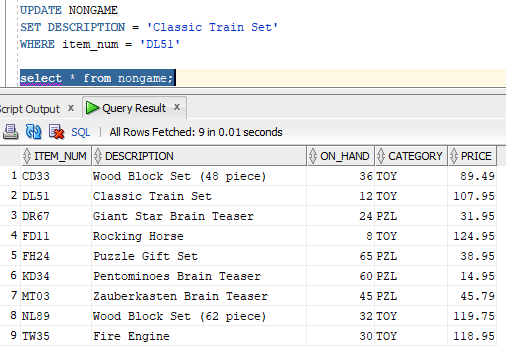 UPDATE NONGAME
SET DESCRIPTION = 'Classic Train Set'
WHERE item_num = 'DL51'
select * from nongame;
Script Output x Query Result x
SQL | All Rows Fetched: 9 in 0.01 seconds
ITEM_NUM DESCRIPTION ON_HAND CATEGORY PRICE
1 CD33 Wood Block Set (48 piece) 36 TOY 89.49
2 DL51 Classic Train Set 12 TOY 107.95
3 DR67 Giant Star Brain Teaser 24 PZL 31.95
4 FD11 Rocking Horse 8 TOY 124.95
5 FH24 Puzzle Gift Set 65 PZL 38.95
6 KD34 Pentominoes Brain Teaser 60 PZL 14.95
7 MT03 Zauberkasten Brain Teaser 45 PZL 45.79
8 NL89 Wood Block Set (62 piece) 32 TOY 119.75
9 TW35 Fire Engine 30 TOY 118.95